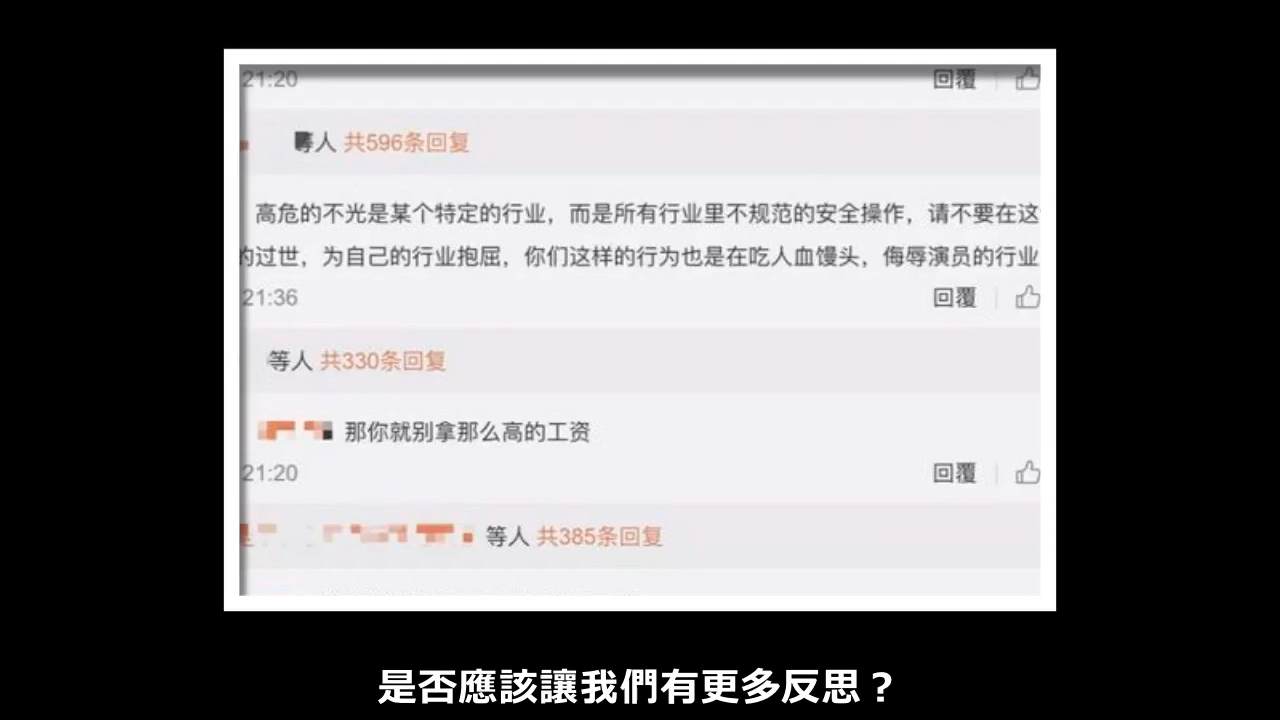 21:20
回覆
等人 共596条回复
高危的不光是某个特定的行业，而是所有行业里不规范的安全操作，请不要在这
的过世，为自己的行业抱屈，你们这样的行为也是在吃人血馒头，侮辱演员的行业
21:36
回覆
等人 共330条回复
那你就别拿那么高的工资
21:20
回覆
等人 共385条回复
是否應該讓我們有更多反思？